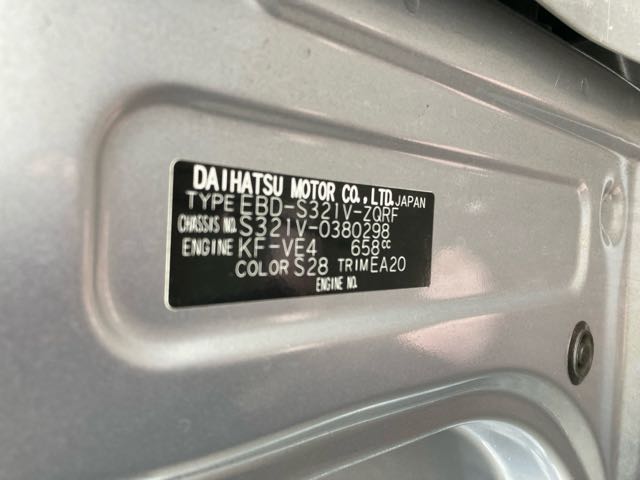 DAIHATSU MOTOR CO.,LTD.JAPAN
TYPE EBD-S321V-ZQRF
CHASSIS NO. S321V-0380298
ENGINE KF-VE4 658cc
COLOR S28 TRIM EA20
ENGINE NO.